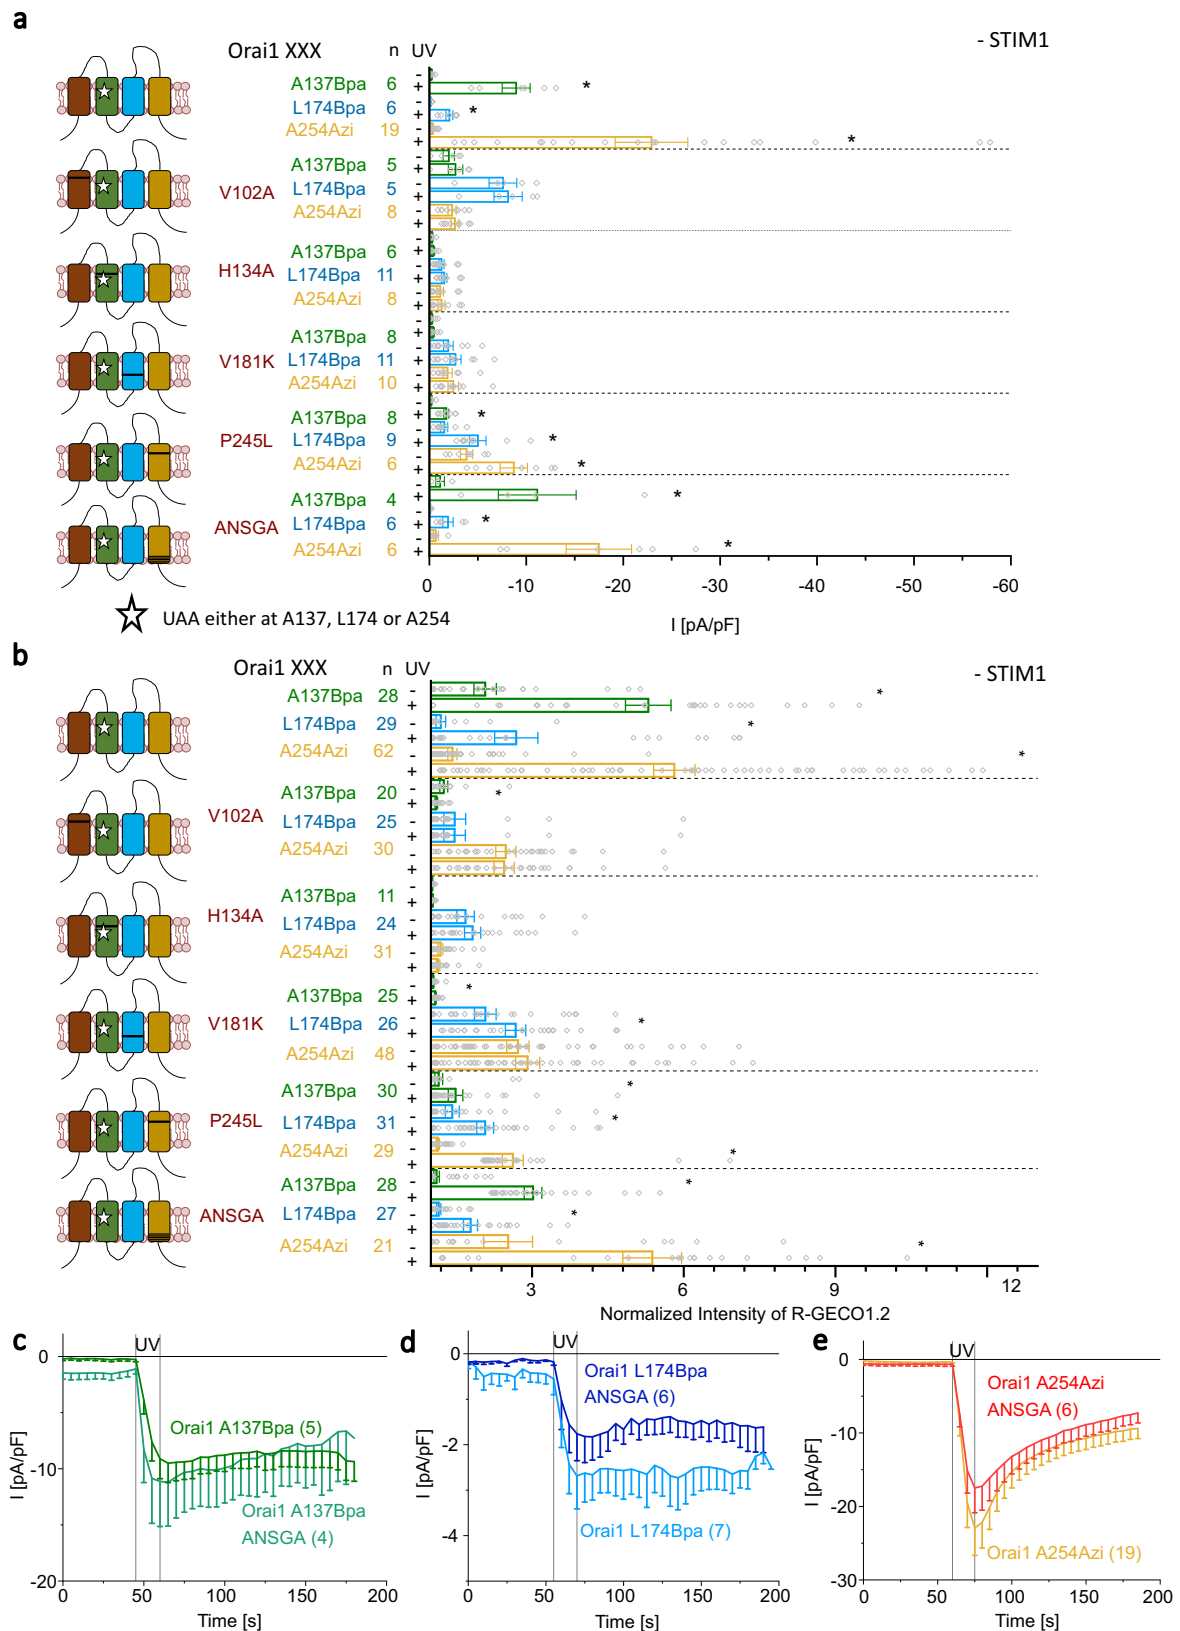 a
Orai1 XXX n UV - STIM1
A137Bpa 6 - +
L174Bpa 6 - +
A254Azi 19 - +
V102A
A137Bpa 5 - +
L174Bpa 5 - +
A254Azi 8 - +
H134A
A137Bpa 6 - +
L174Bpa 11 - +
A254Azi 8 - +
V181K
A137Bpa 8 - +
L174Bpa 11 - +
A254Azi 10 - +
P245L
A137Bpa 8 - +
L174Bpa 9 - +
A254Azi 6 - +
ANSGA
A137Bpa 4 - +
L174Bpa 6 - +
A254Azi 6 - +
* * * * * * * * *
0 -10 -20 -30 -40 -50 -60
I [pA/pF]
UAA either at A137, L174 or A254
b
Orai1 XXX n UV - STIM1
A137Bpa 28 - +
L174Bpa 29 - +
A254Azi 62 - +
V102A
A137Bpa 20 - +
L174Bpa 25 - +
A254Azi 30 - +
H134A
A137Bpa 11 - +
L174Bpa 24 - +
A254Azi 31 - +
V181K
A137Bpa 25 - +
L174Bpa 26 - +
A254Azi 48 - +
P245L
A137Bpa 30 - +
L174Bpa 31 - +
A254Azi 29 - +
ANSGA
A137Bpa 28 - +
L174Bpa 27 - +
A254Azi 21 - +
* * * * * * * * * * * *
3 6 9 12
Normalized Intensity of R-GECO1.2
c
UV
0
-10
-20
I [pA/pF]
Orai1 A137Bpa (5)
Orai1 A137Bpa
ANSGA (4)
0 50 100 150 200
Time [s]
d
UV
0
-2
-4
I [pA/pF]
Orai1 L174Bpa
ANSGA (6)
Orai1 L174Bpa (7)
0 50 100 150 200
Time [s]
e
UV
0
-10
-20
-30
I [pA/pF]
Orai1 A254Azi
ANSGA (6)
Orai1 A254Azi (19)
0 50 100 150 200
Time [s]